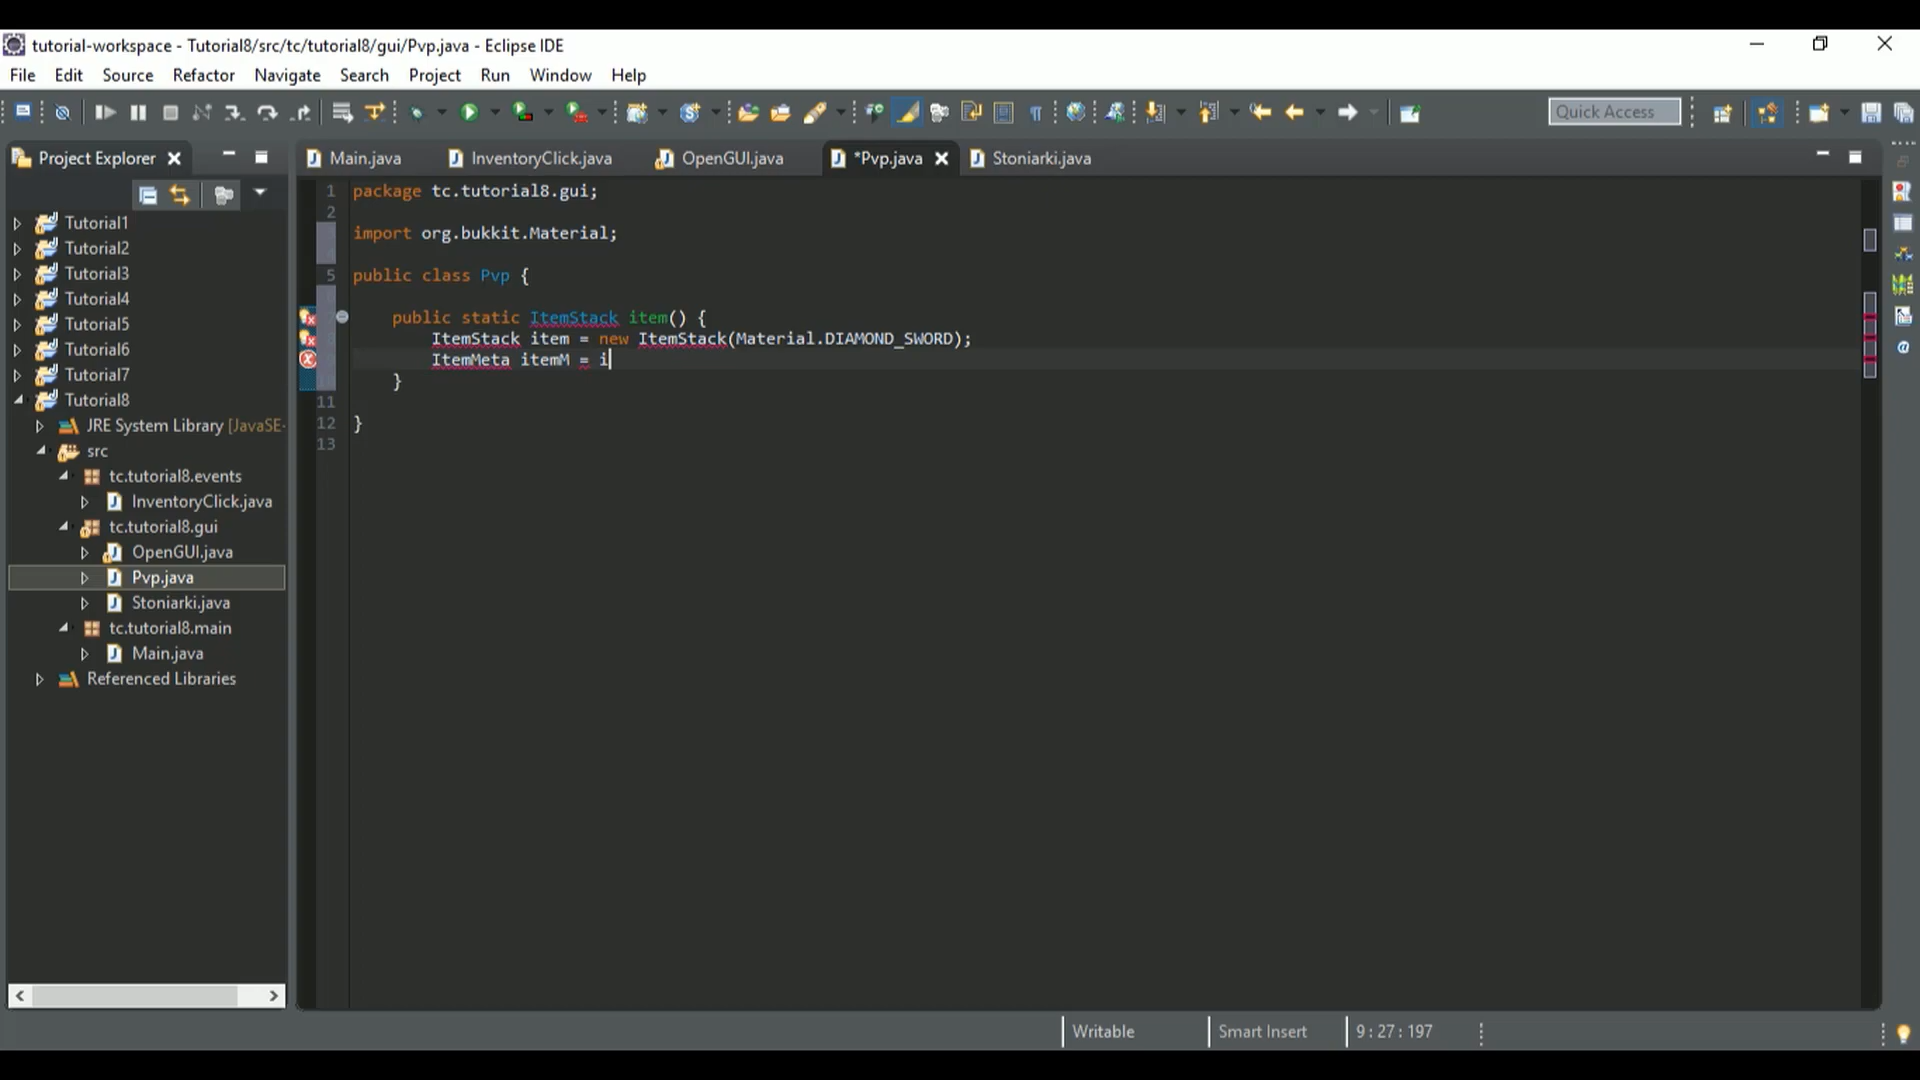 tutorial-workspace - Tutorial8/src/tc/tutorial8/gui/Pvp.java - Eclipse IDE
File Edit Source Refactor Navigate Search Project Run Window Help
Quick Access
Project Explorer
Main.java InventoryClick.java OpenGUI.java *Pvp.java Stoniarki.java
Tutorial1
Tutorial2
Tutorial3
Tutorial4
Tutorial5
Tutorial6
Tutorial7
Tutorial8
JRE System Library [JavaSE-
src
tc.tutorial8.events
InventoryClick.java
tc.tutorial8.gui
OpenGUI.java
Pvp.java
Stoniarki.java
tc.tutorial8.main
Main.java
Referenced Libraries
1 package tc.tutorial8.gui;
2
import org.bukkit.Material;
5 public class Pvp {
public static ItemStack item() {
ItemStack item = new ItemStack(Material.DIAMOND_SWORD);
ItemMeta itemM = i
}
11
12 }
13
Writable Smart Insert 9 : 27 : 197